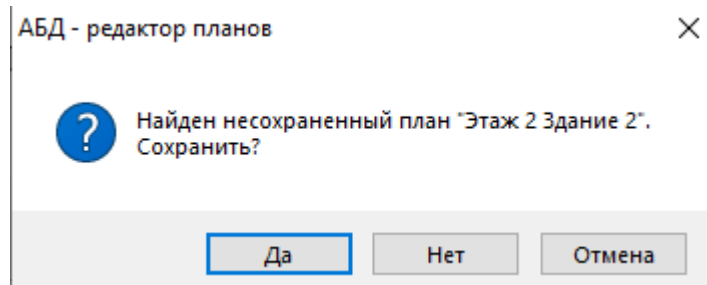 АБД - редактор планов
Найден несохраненный план "Этаж 2 Здание 2".
Сохранить?
Да Нет Отмена